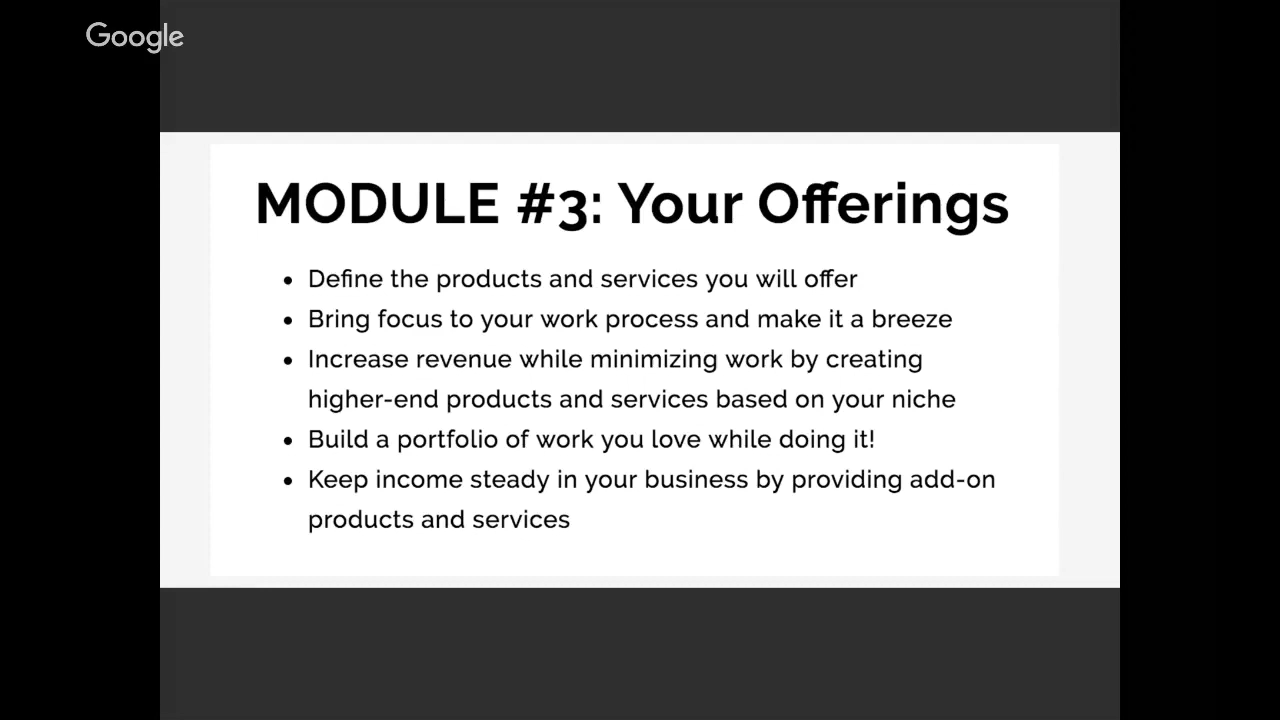 Google
MODULE #3: Your Offerings
• Define the products and services you will offer
• Bring focus to your work process and make it a breeze
• Increase revenue while minimizing work by creating
higher-end products and services based on your niche
• Build a portfolio of work you love while doing it!
• Keep income steady in your business by providing add-on
products and services